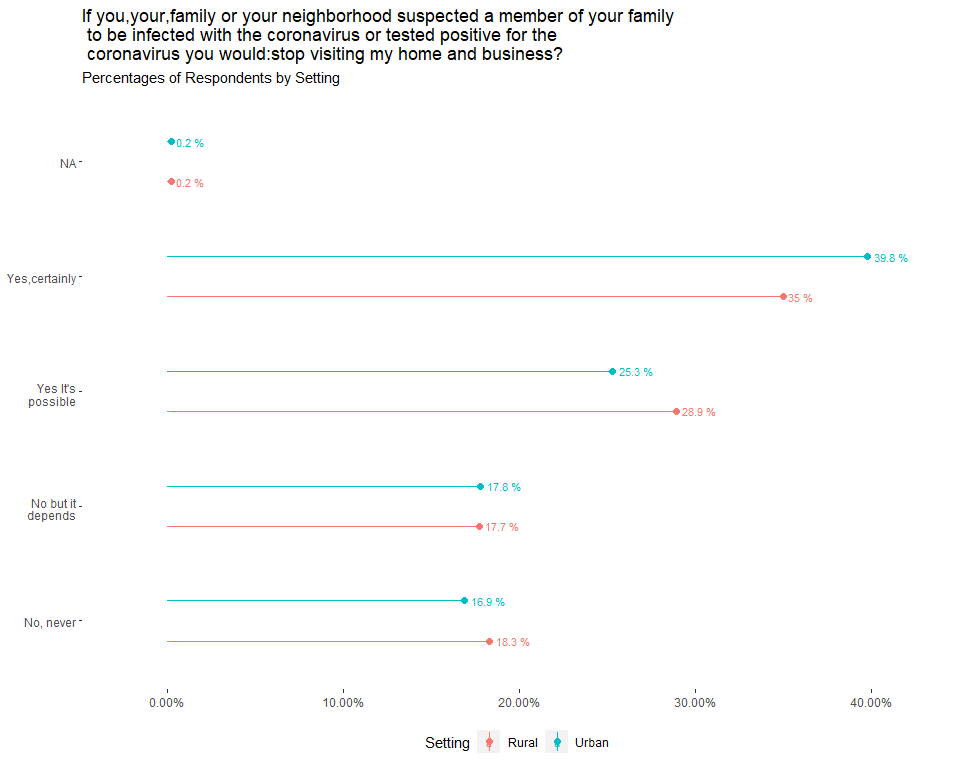 If you,your,family or your neighborhood suspected a member of your family
to be infected with the coronavirus or tested positive for the
coronavirus you would:stop visiting my home and business?
Percentages of Respondents by Setting
NA
0.2 %
0.2 %
Yes,certainly
39.8 %
35 %
Yes It's
possible
25.3 %
28.9 %
No but it
depends
17.8 %
17.7 %
No, never
16.9 %
18.3 %
0.00% 10.00% 20.00% 30.00% 40.00%
Setting Rural Urban